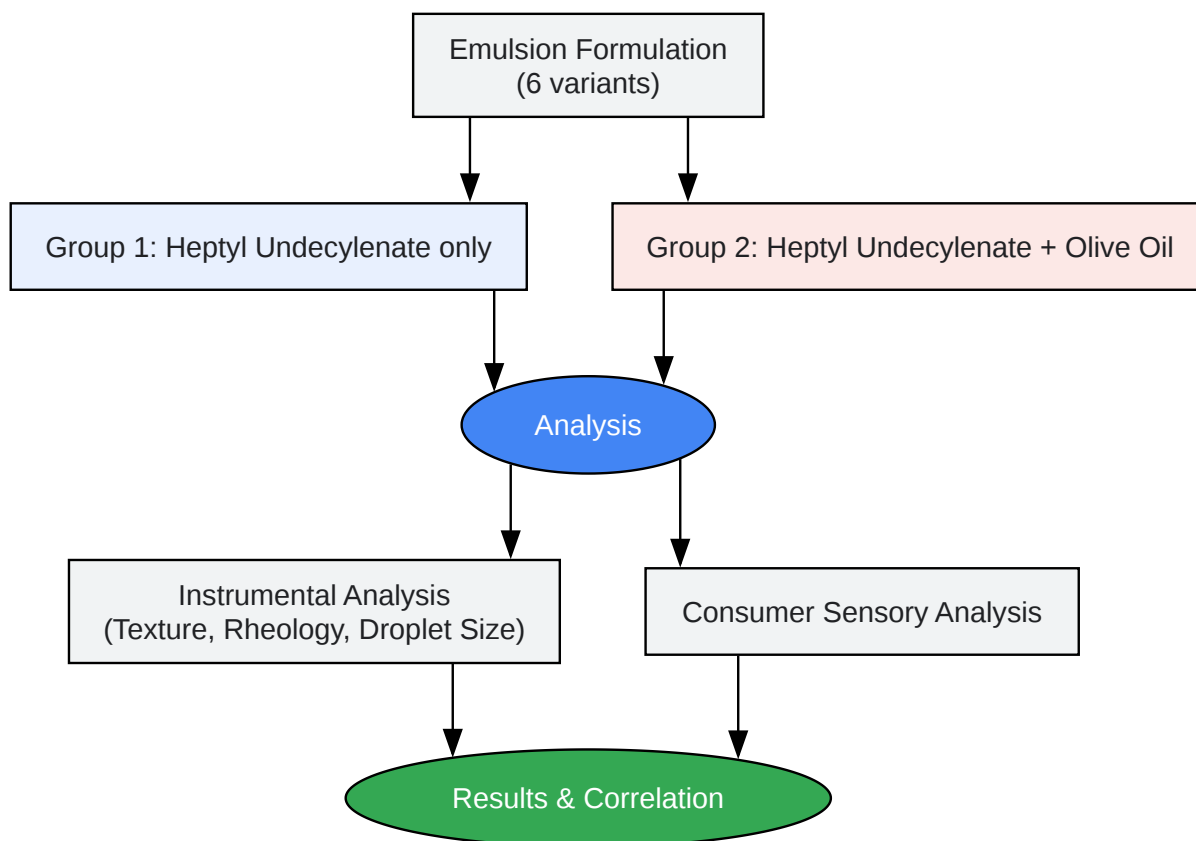 Emulsion Formulation
(6 variants)
Group 1: Heptyl Undecylenate only
Group 2: Heptyl Undecylenate + Olive Oil
Analysis
Instrumental Analysis
(Texture, Rheology, Droplet Size)
Consumer Sensory Analysis
Results & Correlation